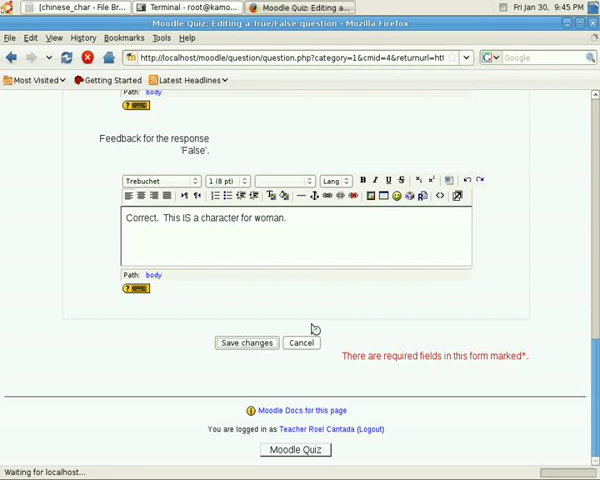 [chinese_char - File Br...
Terminal - root@kamo...
Moodle Quiz: Editing a...
Fri Jan 30, 9:45 PM
Moodle Quiz: Editing a True/False question - Mozilla Firefox
File Edit View History Bookmarks Tools Help
http://localhost/moodle/question/question.php?category=1&cmid=4&returnurl=htt
Google
Most Visited
Getting Started
Latest Headlines
Path: body
Feedback for the response
'False'.
Trebuchet
1 (8 pt)
Lang
B I U S
Correct. This IS a character for woman.
Path: body
Save changes
Cancel
There are required fields in this form marked*.
Moodle Docs for this page
You are logged in as Teacher Roel Cantada (Logout)
Moodle Quiz
Waiting for localhost...